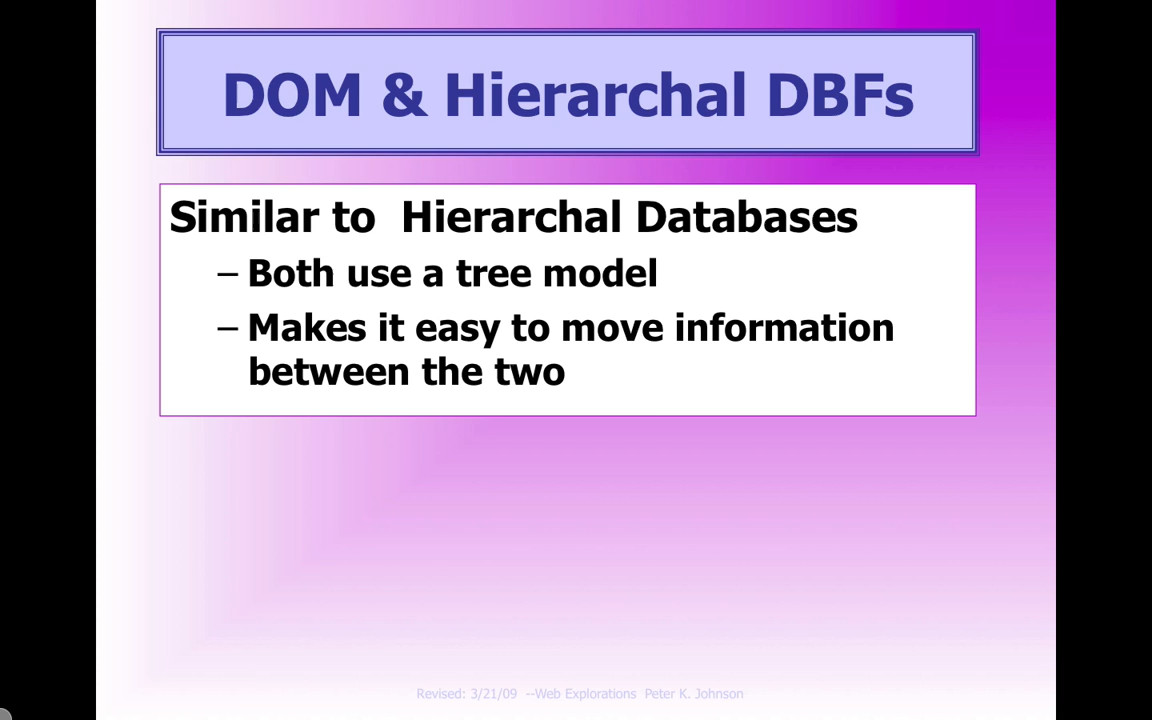 DOM & Hierarchal DBFs
Similar to  Hierarchal Databases
– Both use a tree model
– Makes it easy to move information
between the two
Revised: 3/21/09  --Web Explorations  Peter K. Johnson